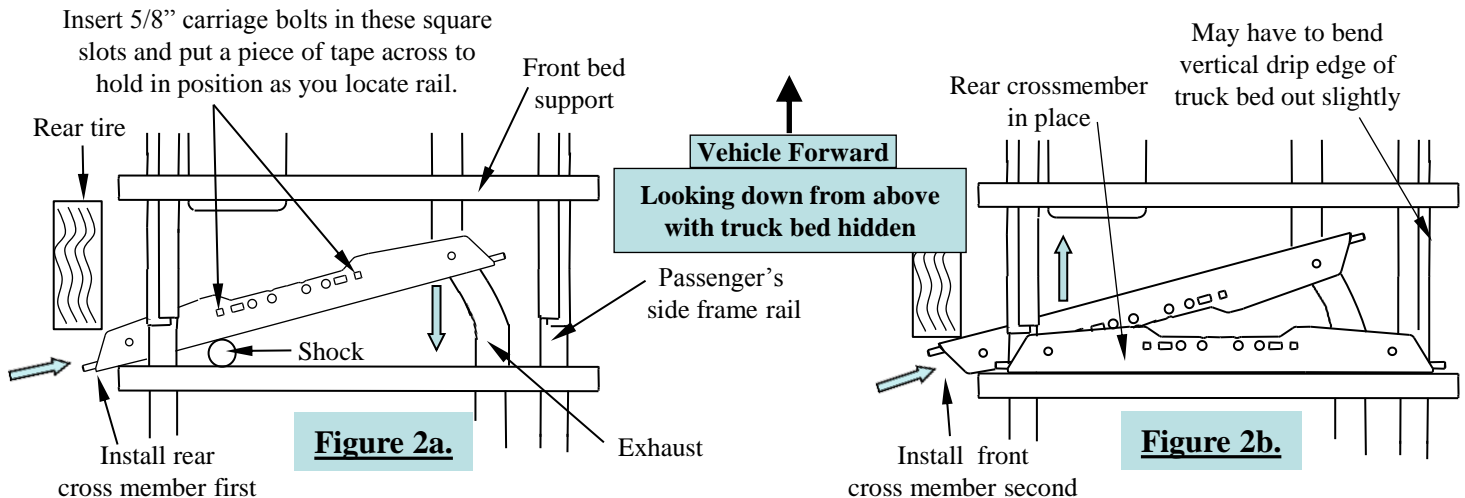 Insert 5/8” carriage bolts in these square
slots and put a piece of tape across to
hold in position as you locate rail.
Front bed
support
Rear tire
Shock
Passenger’s
side frame rail
Exhaust
Install rear
cross member first
Figure 2a.
Vehicle Forward
Looking down from above
with truck bed hidden
Rear crossmember
in place
May have to bend
vertical drip edge of
truck bed out slightly
Install front
cross member second
Figure 2b.